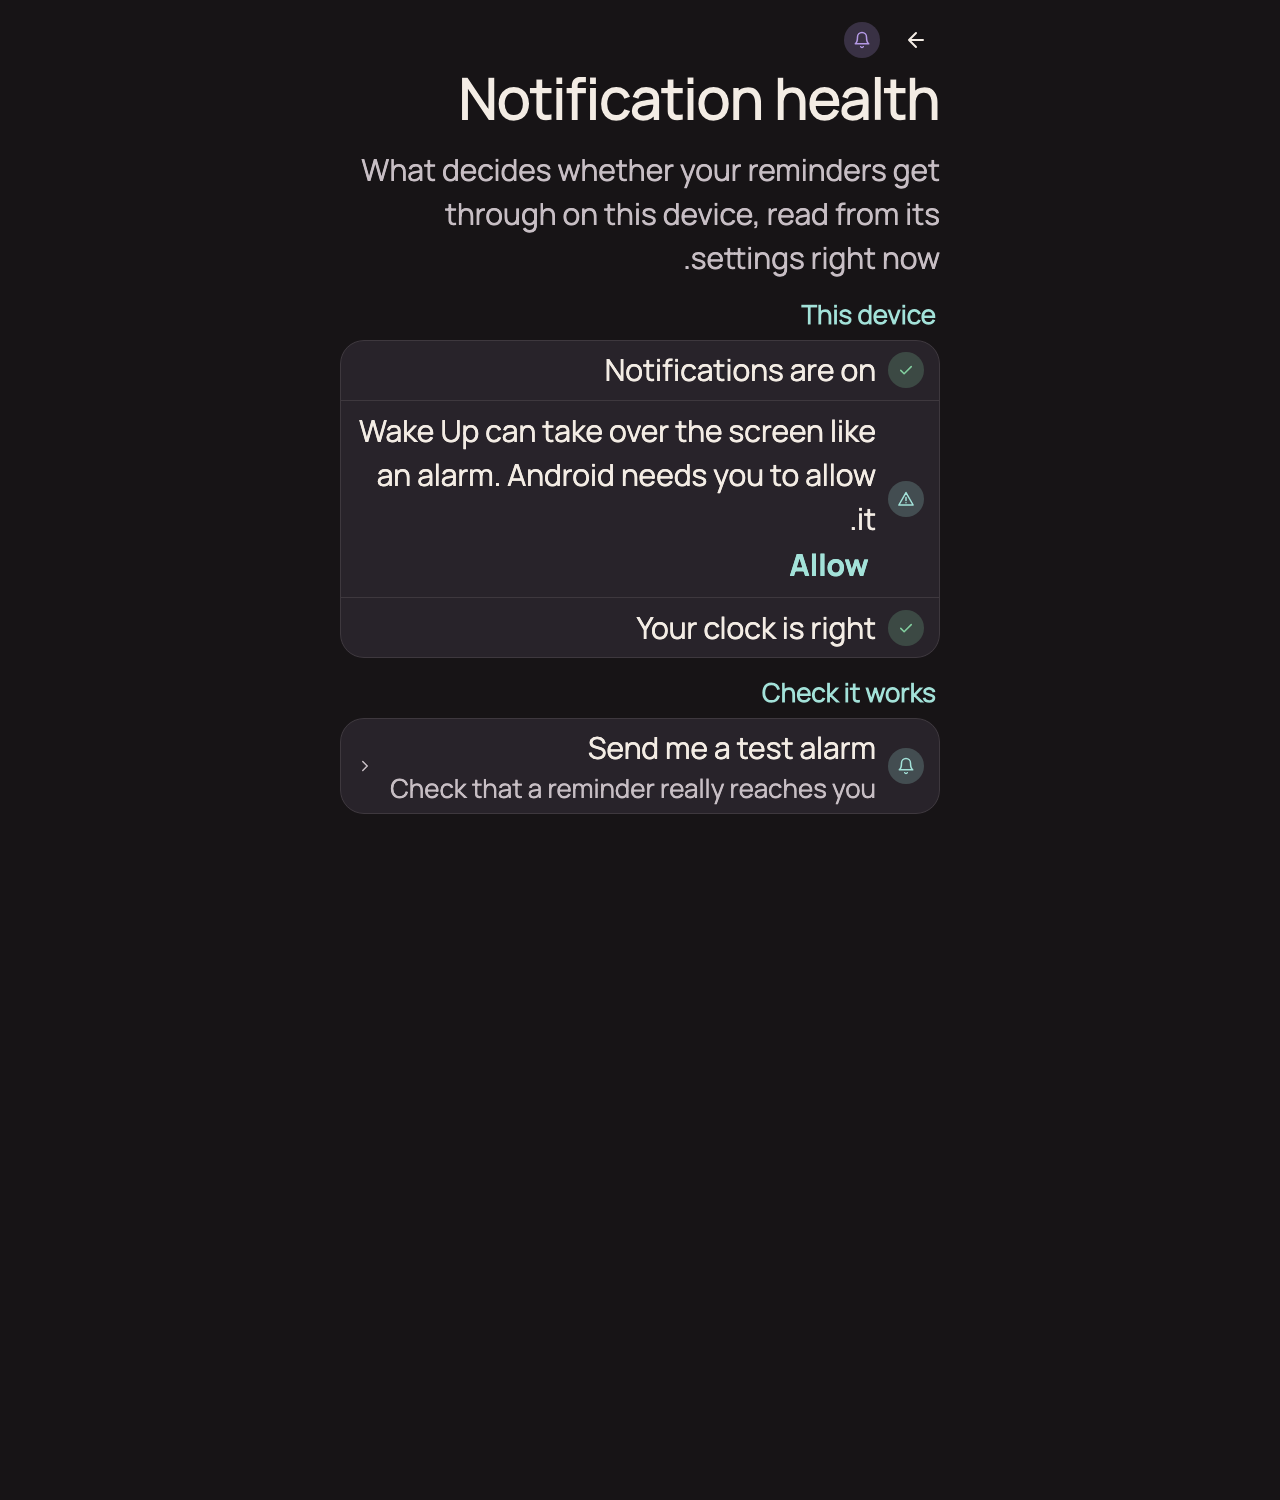 Notification health
What decides whether your reminders get
through on this device, read from its
.settings right now
This device
Notifications are on
Wake Up can take over the screen like
an alarm. Android needs you to allow
.it
Allow
Your clock is right
Check it works
Send me a test alarm
Check that a reminder really reaches you